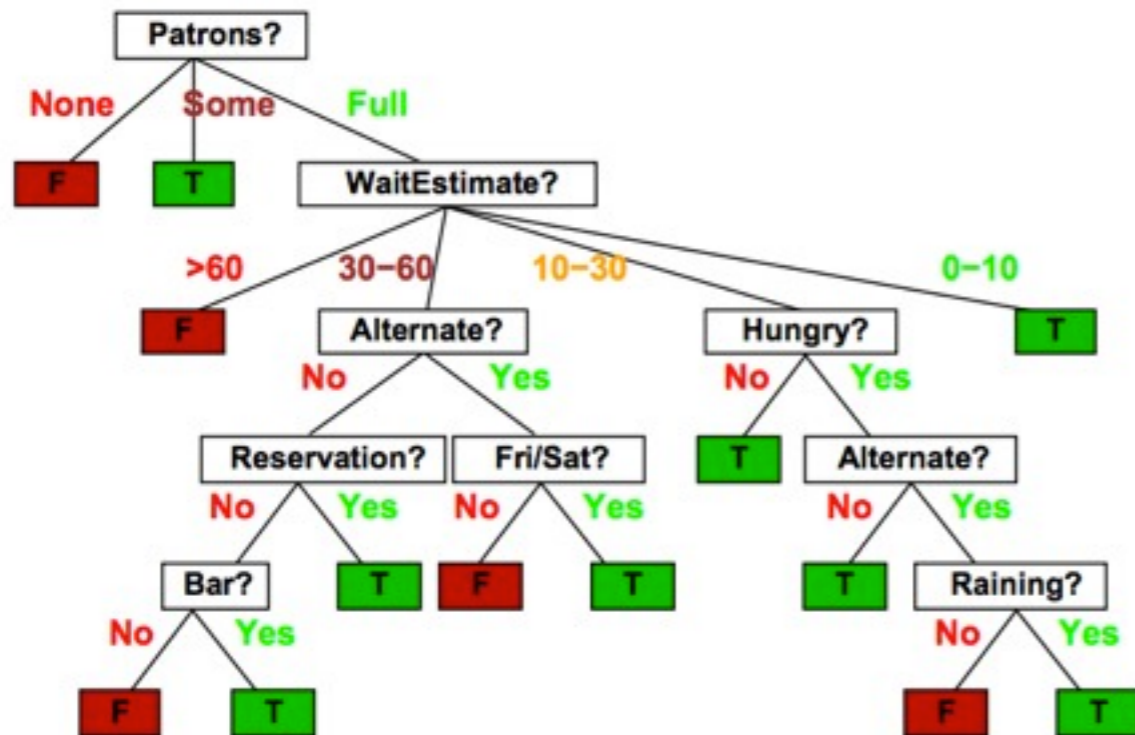 Patrons?
None Some Full
F T WaitEstimate?
>60 30−60 10−30 0−10
F Alternate? Hungry? T
No Yes No Yes
Reservation? Fri/Sat? T Alternate?
No Yes No Yes No Yes
Bar? T F T T Raining?
No Yes No Yes
F T F T